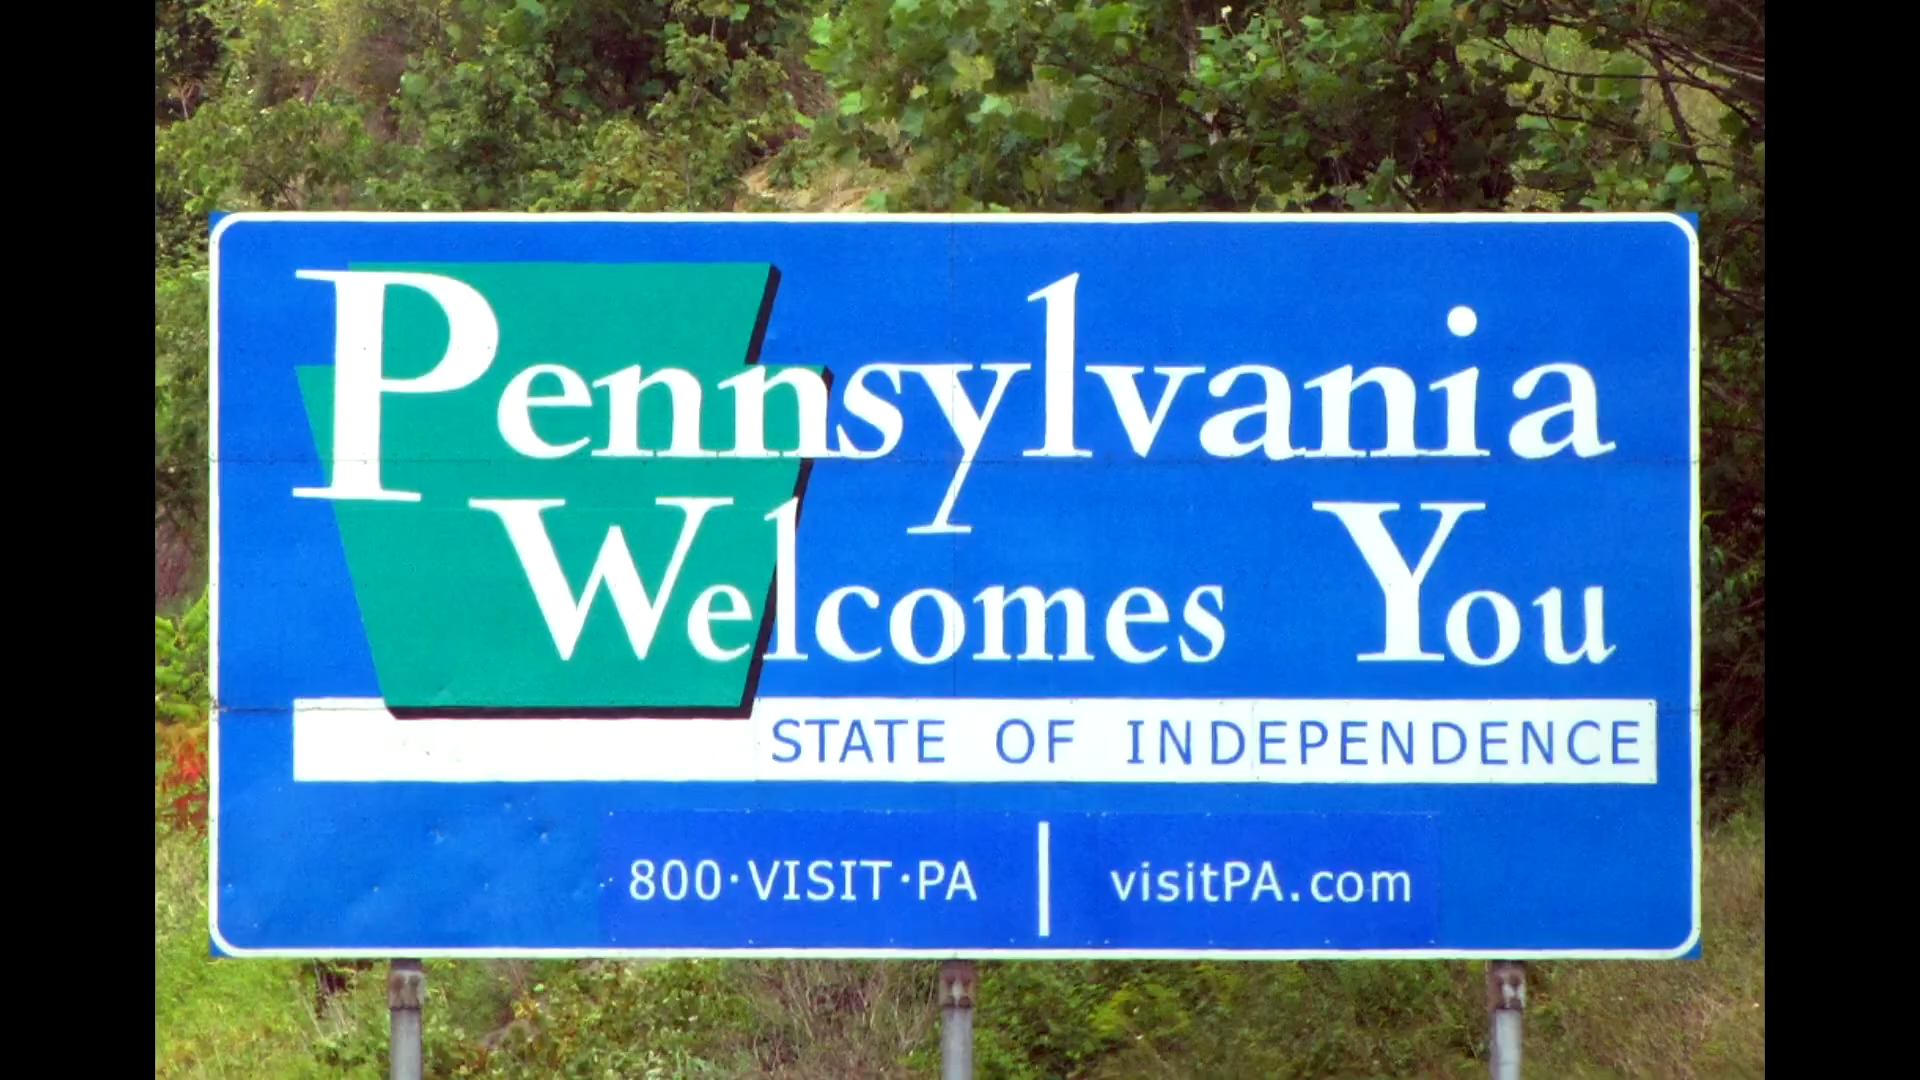 Pennsylvania
Welcomes You
STATE OF INDEPENDENCE
800·VISIT·PA | visitPA.com